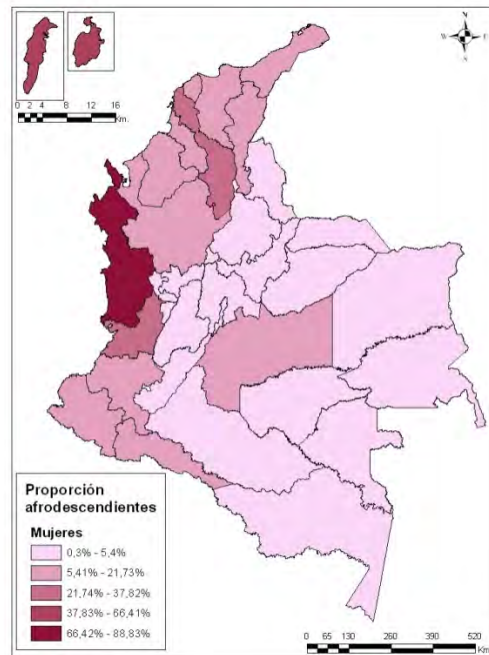 N
W E
S
0 2 4 8 12 16
Km.
Proporción
afrodescendientes
Mujeres
0,3% - 5,4%
5,41% - 21,73%
21,74% - 37,82%
37,83% - 66,41%
66,42% - 88,83%
0 65 130 260 390 520
Km